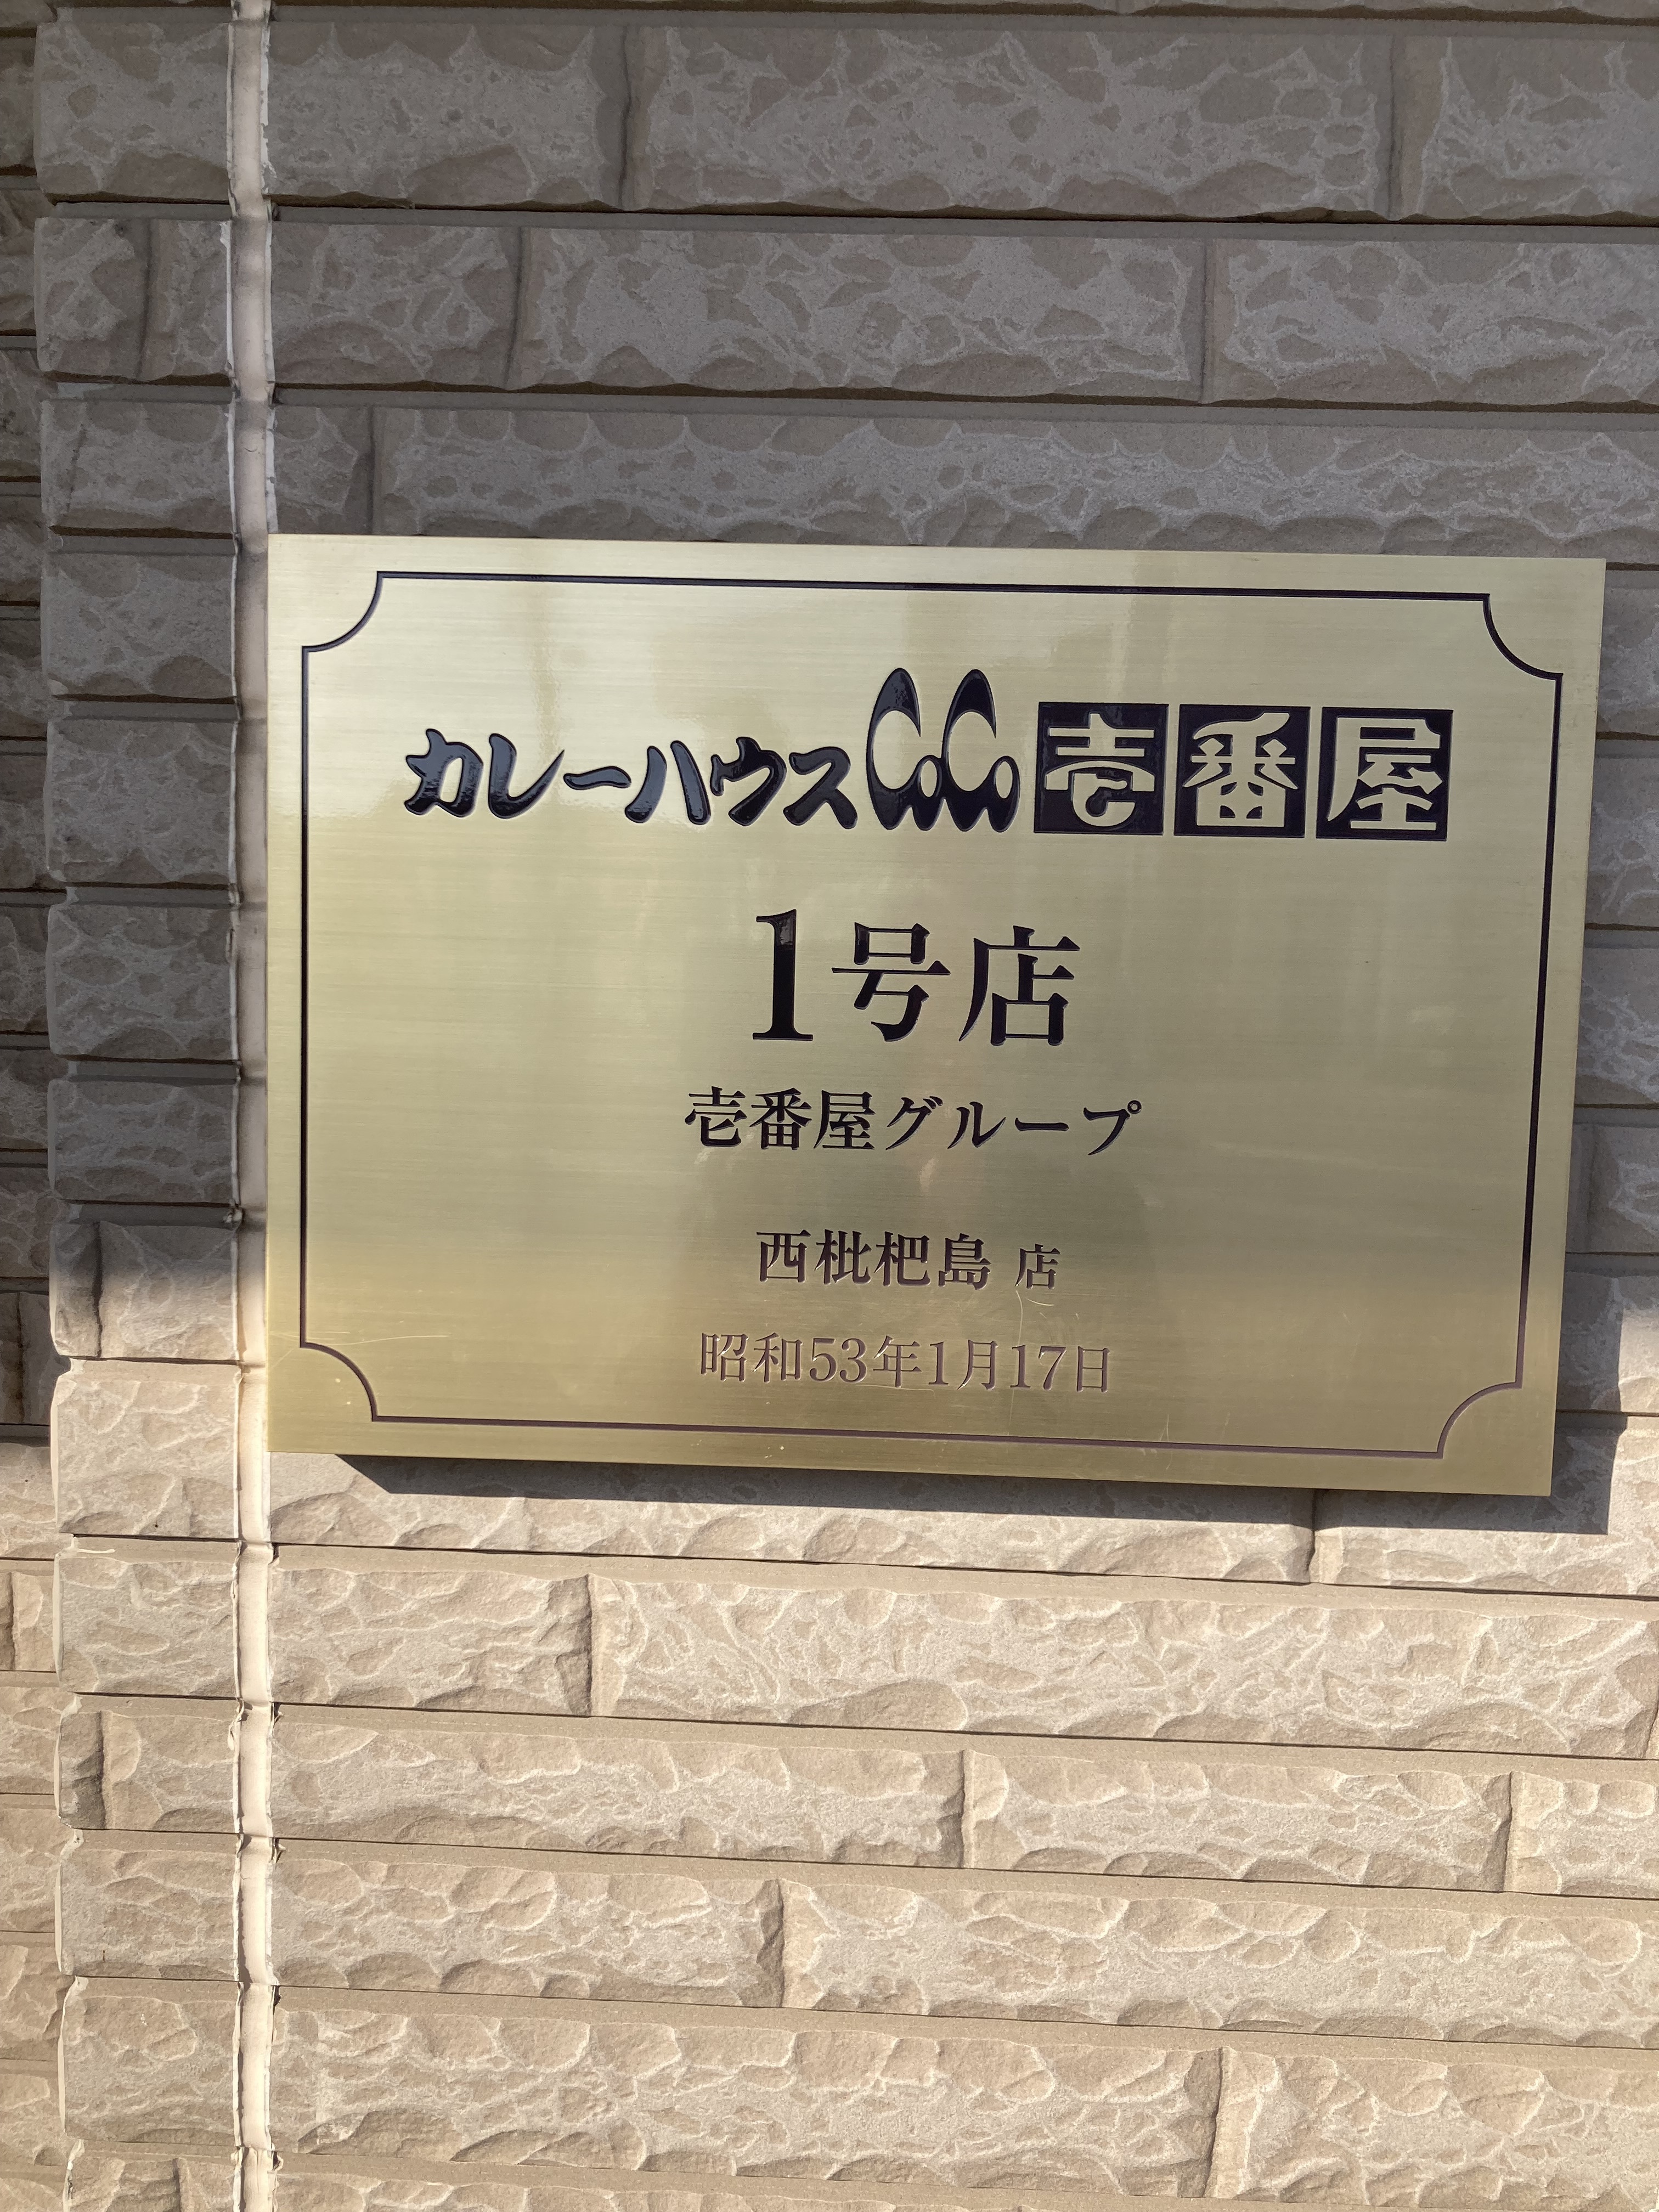 カレーハウスCoCo壱番屋
1号店
壱番屋グループ
西枇杷島 店
昭和53年1月17日